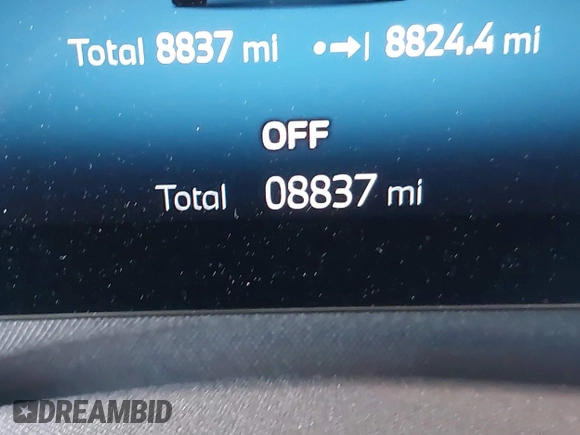 Total 8837 mi •→| 8824.4 mi
OFF
Total 08837 mi
DREAMBID